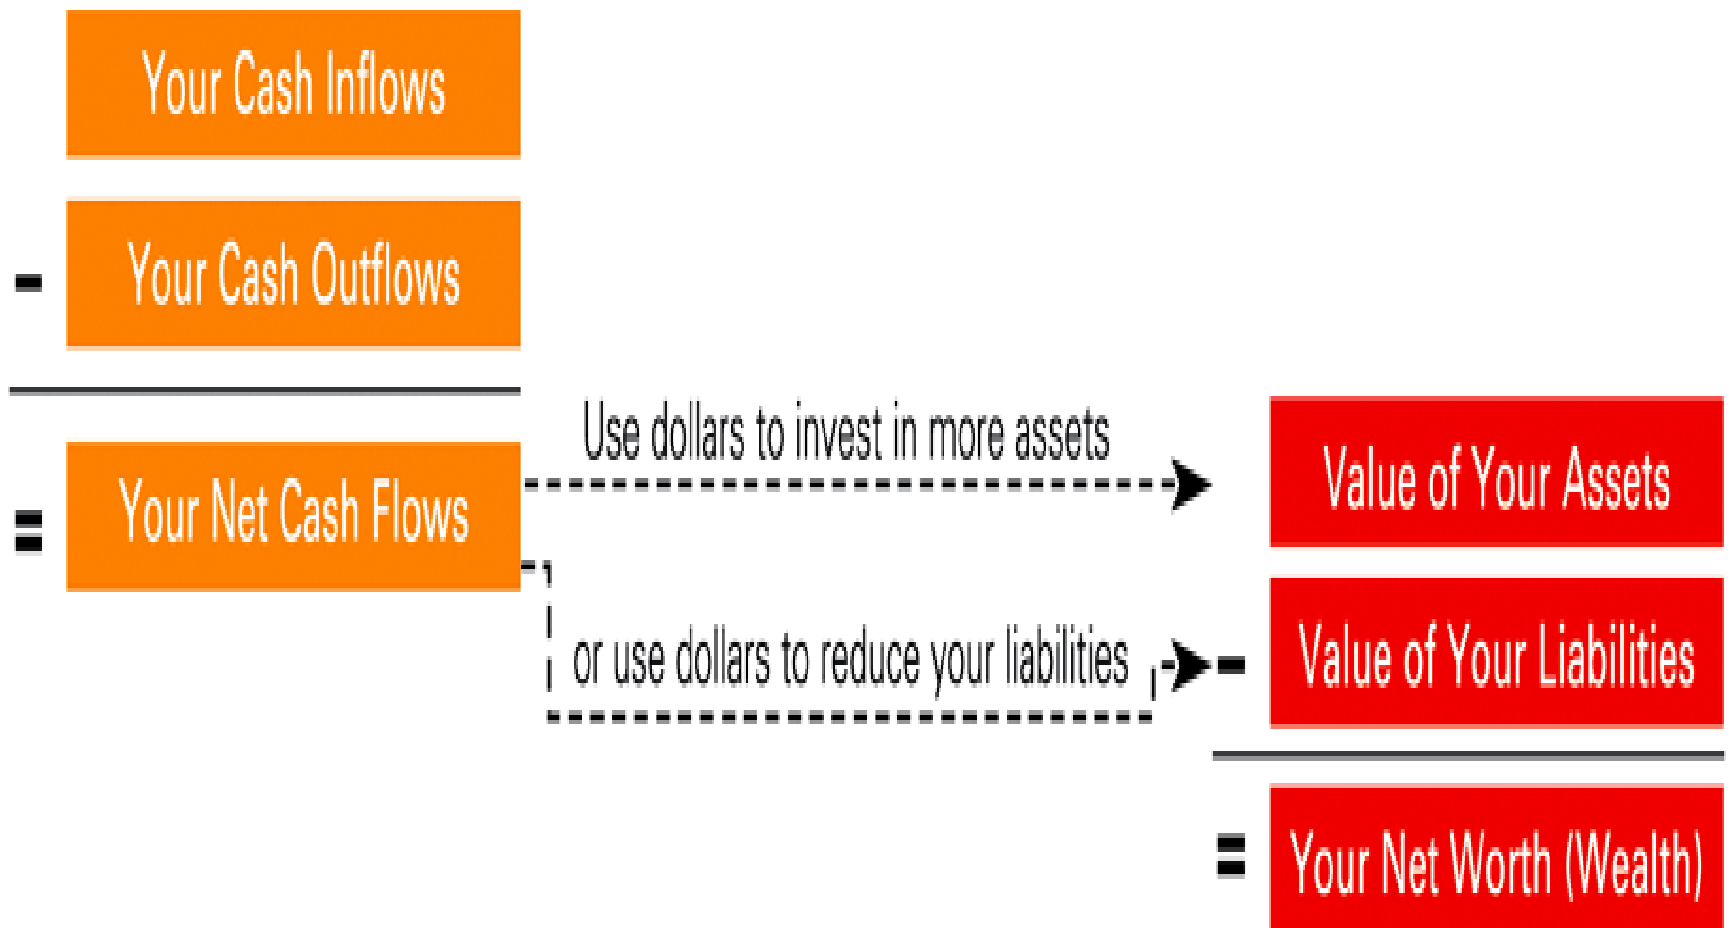 Your Cash Inflows
- Your Cash Outflows
= Your Net Cash Flows
Use dollars to invest in more assets
or use dollars to reduce your liabilities
Value of Your Assets
- Value of Your Liabilities
= Your Net Worth (Wealth)